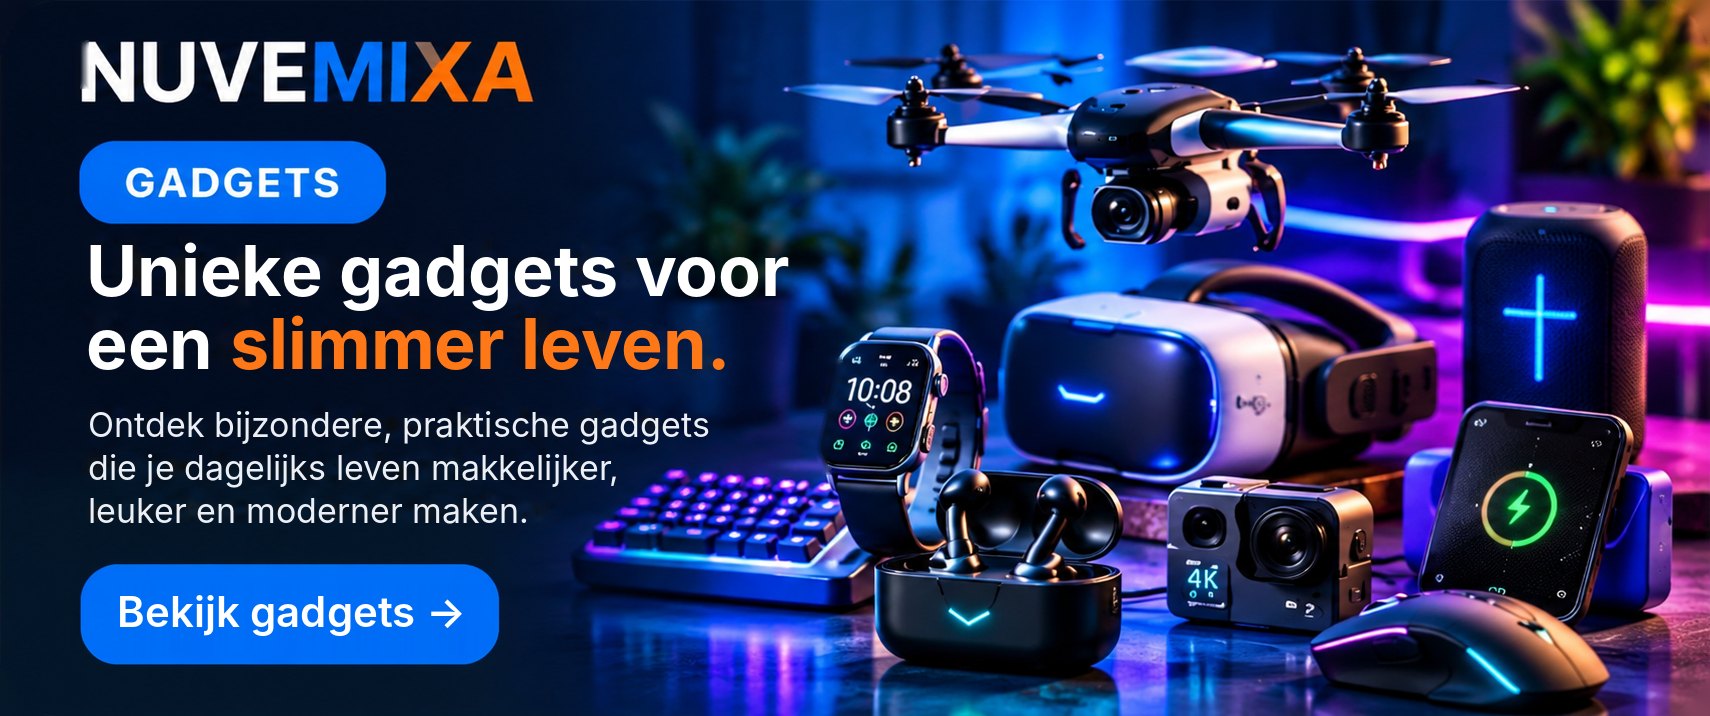 NUVEMIXA
GADGETS
Unieke gadgets voor
een slimmer leven.
Ontdek bijzondere, praktische gadgets
die je dagelijks leven makkelijker,
leuker en moderner maken.
Bekijk gadgets →
10:08
4K